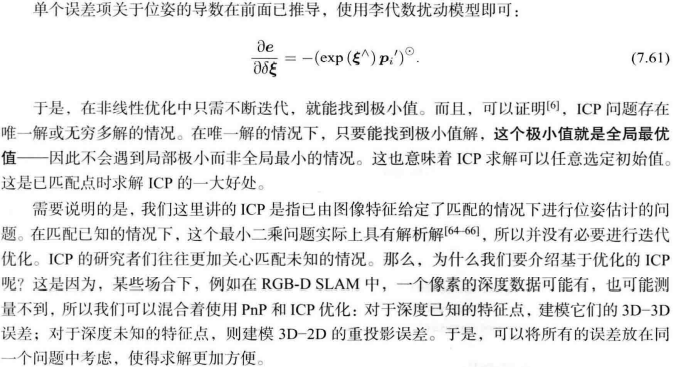 单个误差项关于位姿的导数在前面已推导，使用李代数扰动模型即可：
∂e/∂δξ = −(exp (ξ^) pᵢ′)^⊙. (7.61)
于是，在非线性优化中只需不断迭代，就能找到极小值。而且，可以证明[6]，ICP 问题存在
唯一解或无穷多解的情况。在唯一解的情况下，只要能找到极小值解，这个极小值就是全局最优
值——因此不会遇到局部极小而非全局最小的情况。这也意味着 ICP 求解可以任意选定初始值。
这是已匹配点时求解 ICP 的一大好处。
需要说明的是，我们这里讲的 ICP 是指已由图像特征给定了匹配的情况下进行位姿估计的问
题。在匹配已知的情况下，这个最小二乘问题实际上具有解析解[64–66]，所以并没有必要进行迭代
优化。ICP 的研究者们往往更加关心匹配未知的情况。那么，为什么我们要介绍基于优化的 ICP
呢？这是因为，某些场合下，例如在 RGB-D SLAM 中，一个像素的深度数据可能有，也可能测
量不到，所以我们可以混合着使用 PnP 和 ICP 优化：对于深度已知的特征点，建模它们的 3D–3D
误差；对于深度未知的特征点，则建模 3D–2D 的重投影误差。于是，可以将所有的误差放在同
一个问题中考虑，使得求解更加方便。